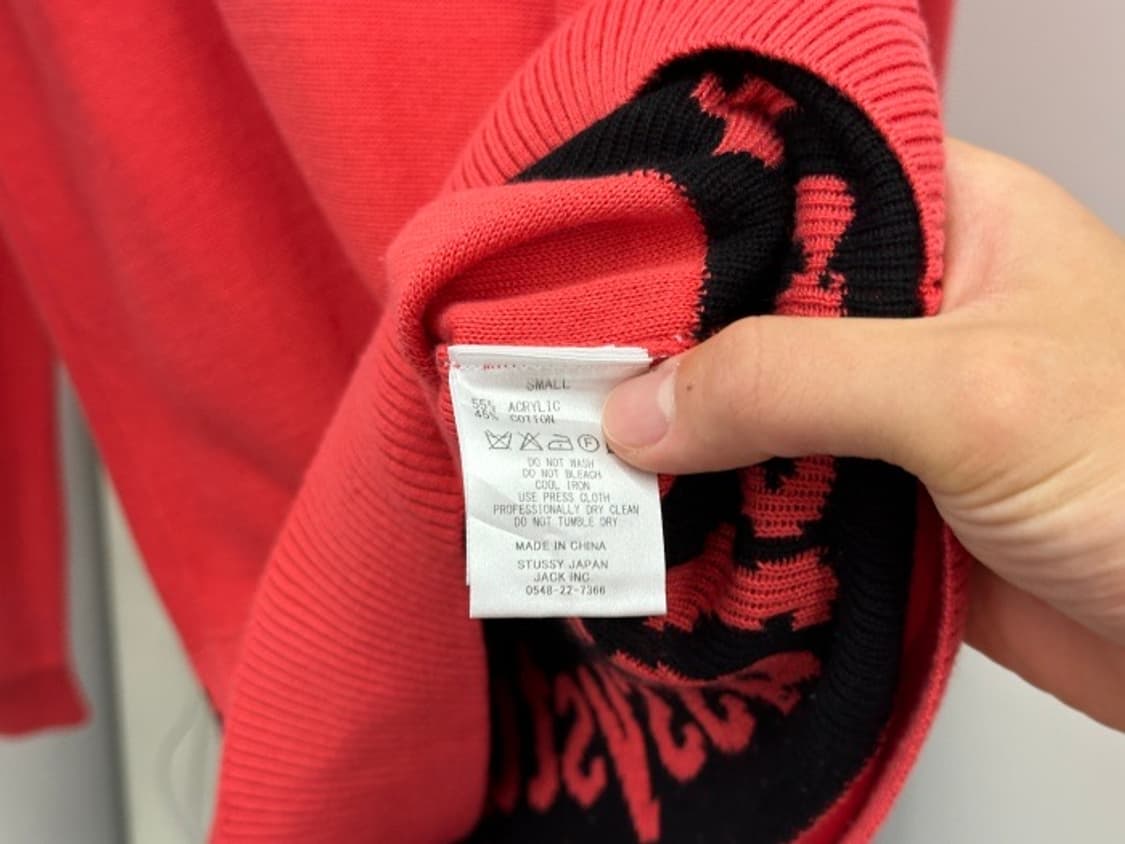 SMALL
55% ACRYLIC
45% COTTON
F
DO NOT WASH
DO NOT BLEACH
COOL IRON
USE PRESS CLOTH
PROFESSIONALLY DRY CLEAN
DO NOT TUMBLE DRY
MADE IN CHINA
STUSSY JAPAN
JACK INC.
0548-22-7366